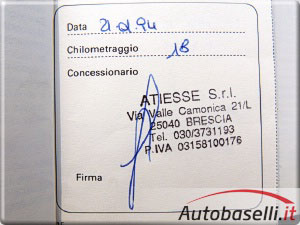 Data 21.01.94
Chilometraggio 18
Concessionario
ATIESSE S.r.l.
Via Valle Camonica 21/L
25040 BRESCIA
Tel. 030/3731193
P.IVA 03158100176
Firma
Autobaselli.it